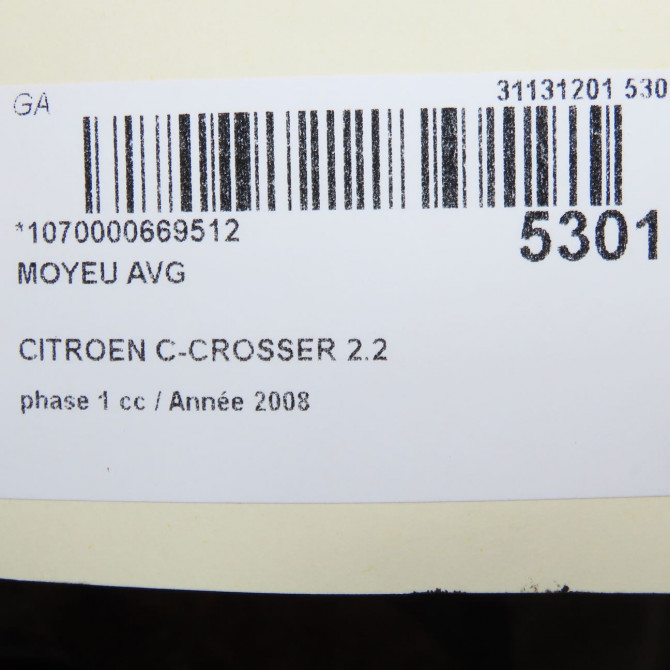 GA
31131201 530
*1070000669512
5301
MOYEU AVG
CITROEN C-CROSSER 2.2
phase 1 cc / Année 2008